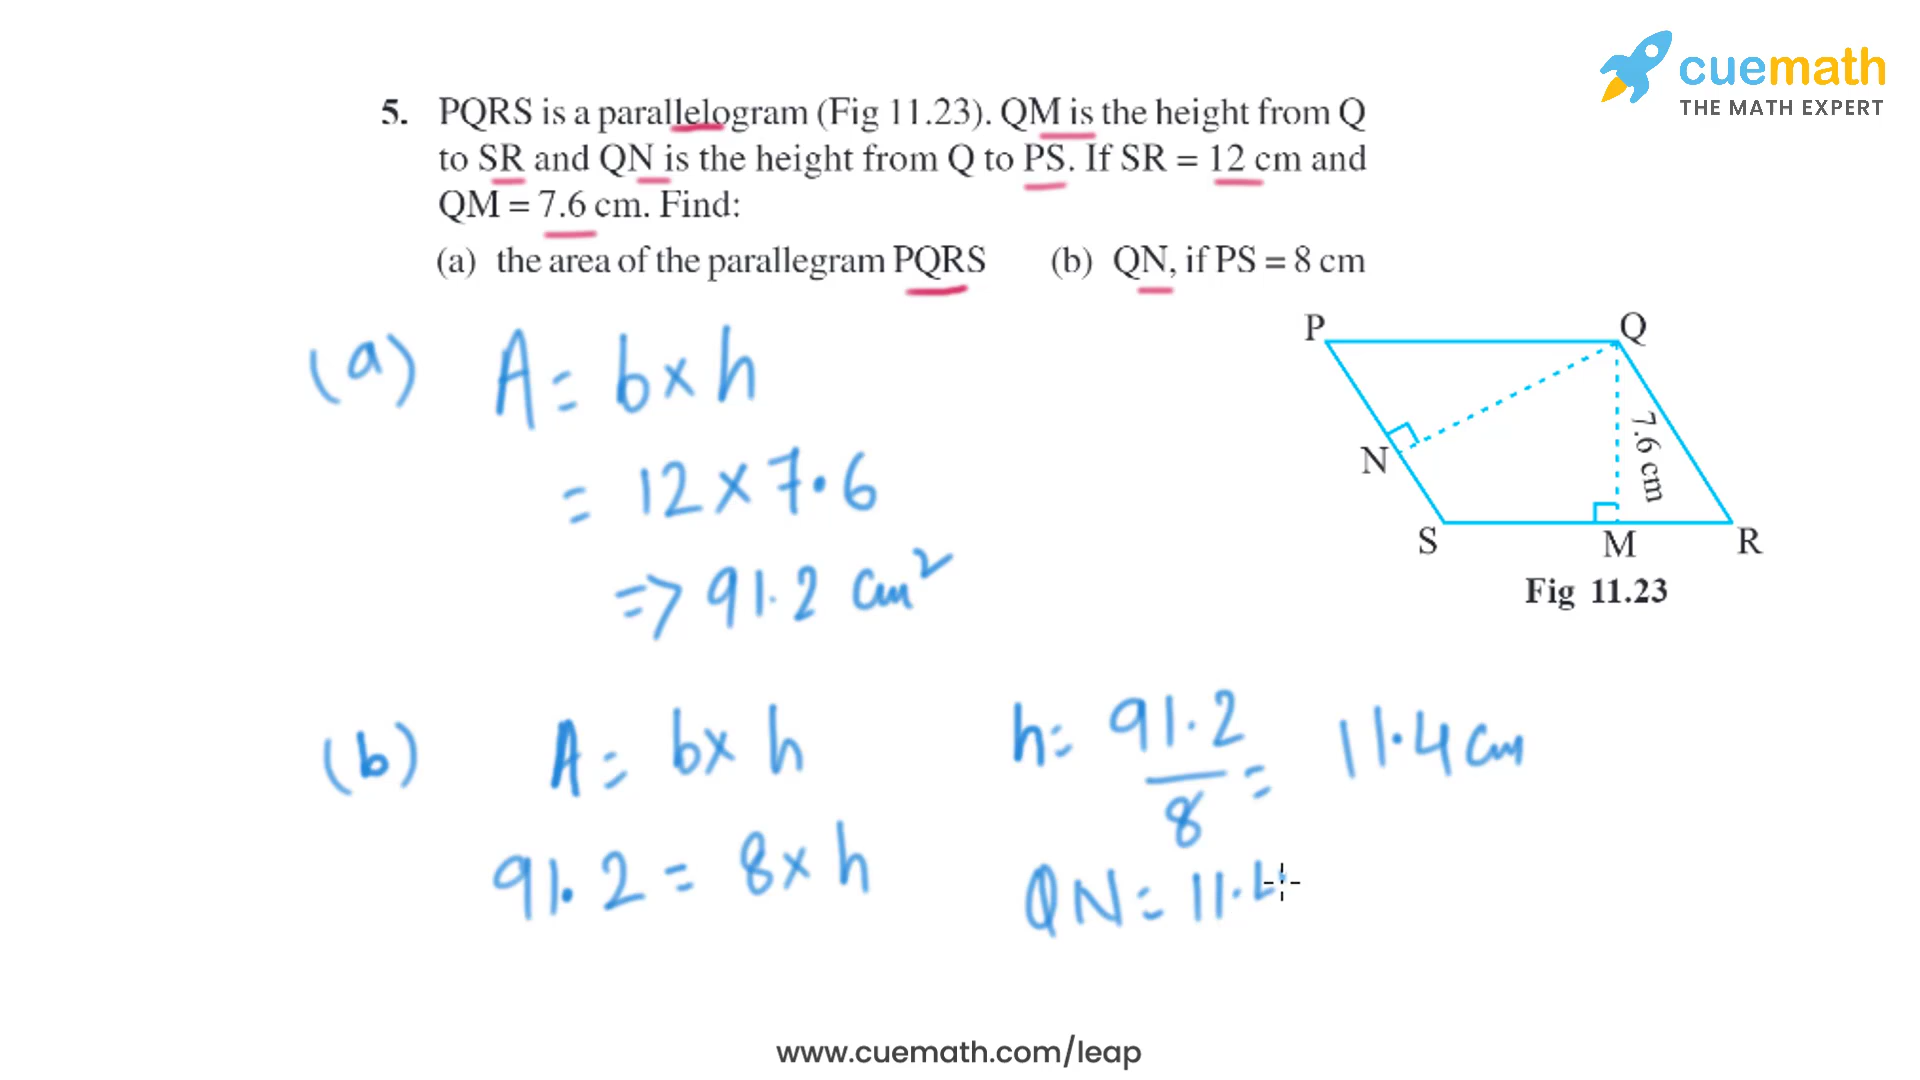 cuemath
THE MATH EXPERT
5. PQRS is a parallelogram (Fig 11.23). QM is the height from Q
to SR and QN is the height from Q to PS. If SR = 12 cm and
QM = 7.6 cm. Find:
(a) the area of the parallegram PQRS (b) QN, if PS = 8 cm
P
Q
7.6 cm
N
S
M
R
Fig 11.23
(a) A = b × h
= 12 × 7.6
=> 91.2 cm²
(b) A = b × h
91.2 = 8 × h
h = 91.2/8 = 11.4 cm
QN = 11.4
www.cuemath.com/leap